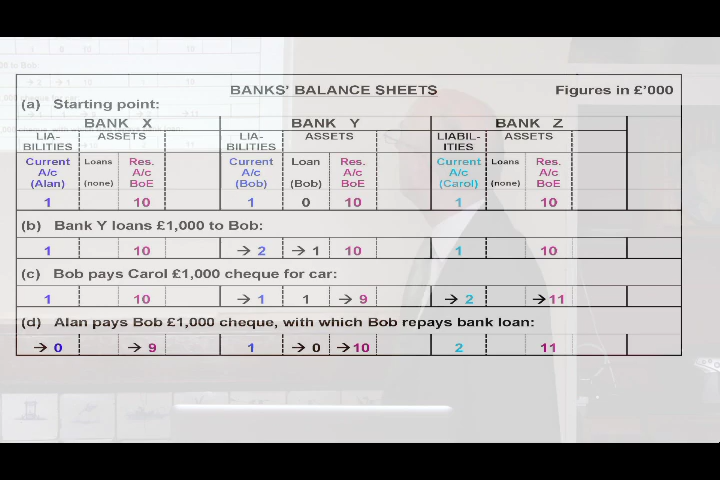 BANKS' BALANCE SHEETS Figures in £'000
(a) Starting point:
BANK X BANK Y BANK Z
LIA- ASSETS LIA- ASSETS LIABIL- ASSETS
BILITIES BILITIES ITIES
Current Loans Res. Current Loan Res. Current Loans Res.
A/c A/c A/c A/c A/c A/c
(Alan) (none) BoE (Bob) (Bob) BoE (Carol) (none) BoE
1 10 1 0 10 1 10
(b) Bank Y loans £1,000 to Bob:
1 10 → 2 → 1 10 1 10
(c) Bob pays Carol £1,000 cheque for car:
1 10 → 1 1 → 9 → 2 →11
(d) Alan pays Bob £1,000 cheque, with which Bob repays bank loan:
→ 0 → 9 1 → 0 →10 2 11